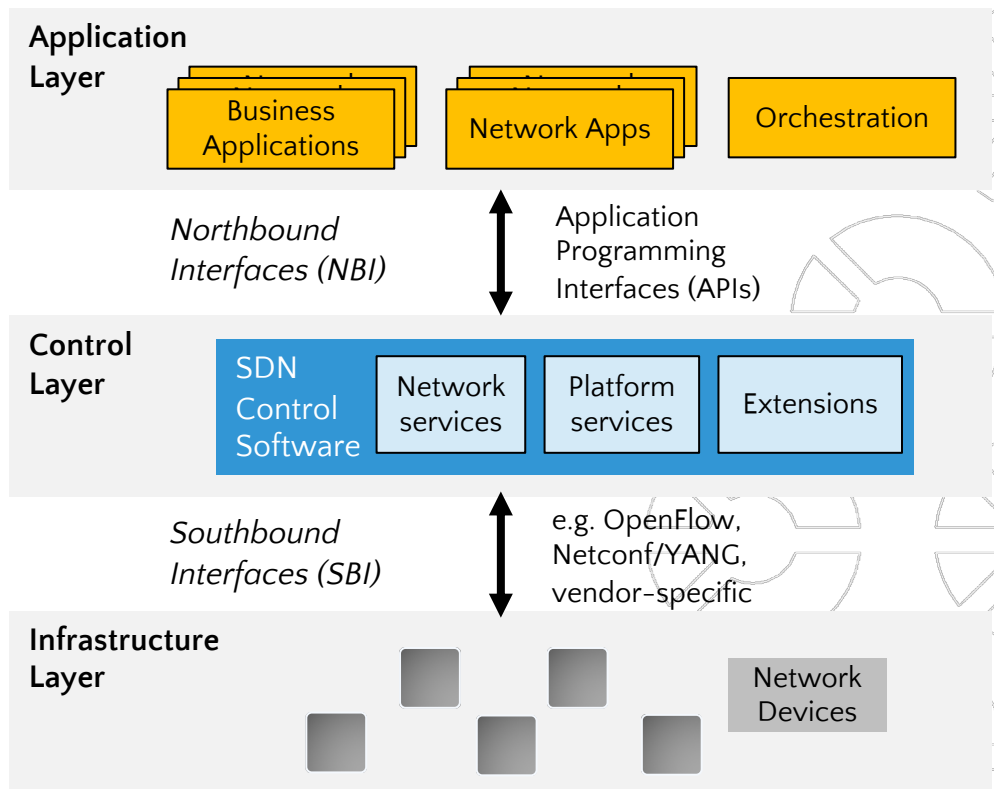 Application
Layer
Business
Applications
Network Apps
Orchestration
Northbound
Interfaces (NBI)
Application
Programming
Interfaces (APIs)
Control
Layer
SDN
Control
Software
Network
services
Platform
services
Extensions
Southbound
Interfaces (SBI)
e.g. OpenFlow,
Netconf/YANG,
vendor-specific
Infrastructure
Layer
Network
Devices